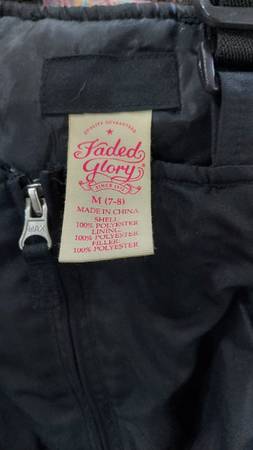 QUALITY GUARANTEED
Faded
Glory®
SINCE 1972
M (7-8)
MADE IN CHINA
SHELL:
100% POLYESTER
LINING:
100% POLYESTER
FILLER:
100% POLYESTER
MAX